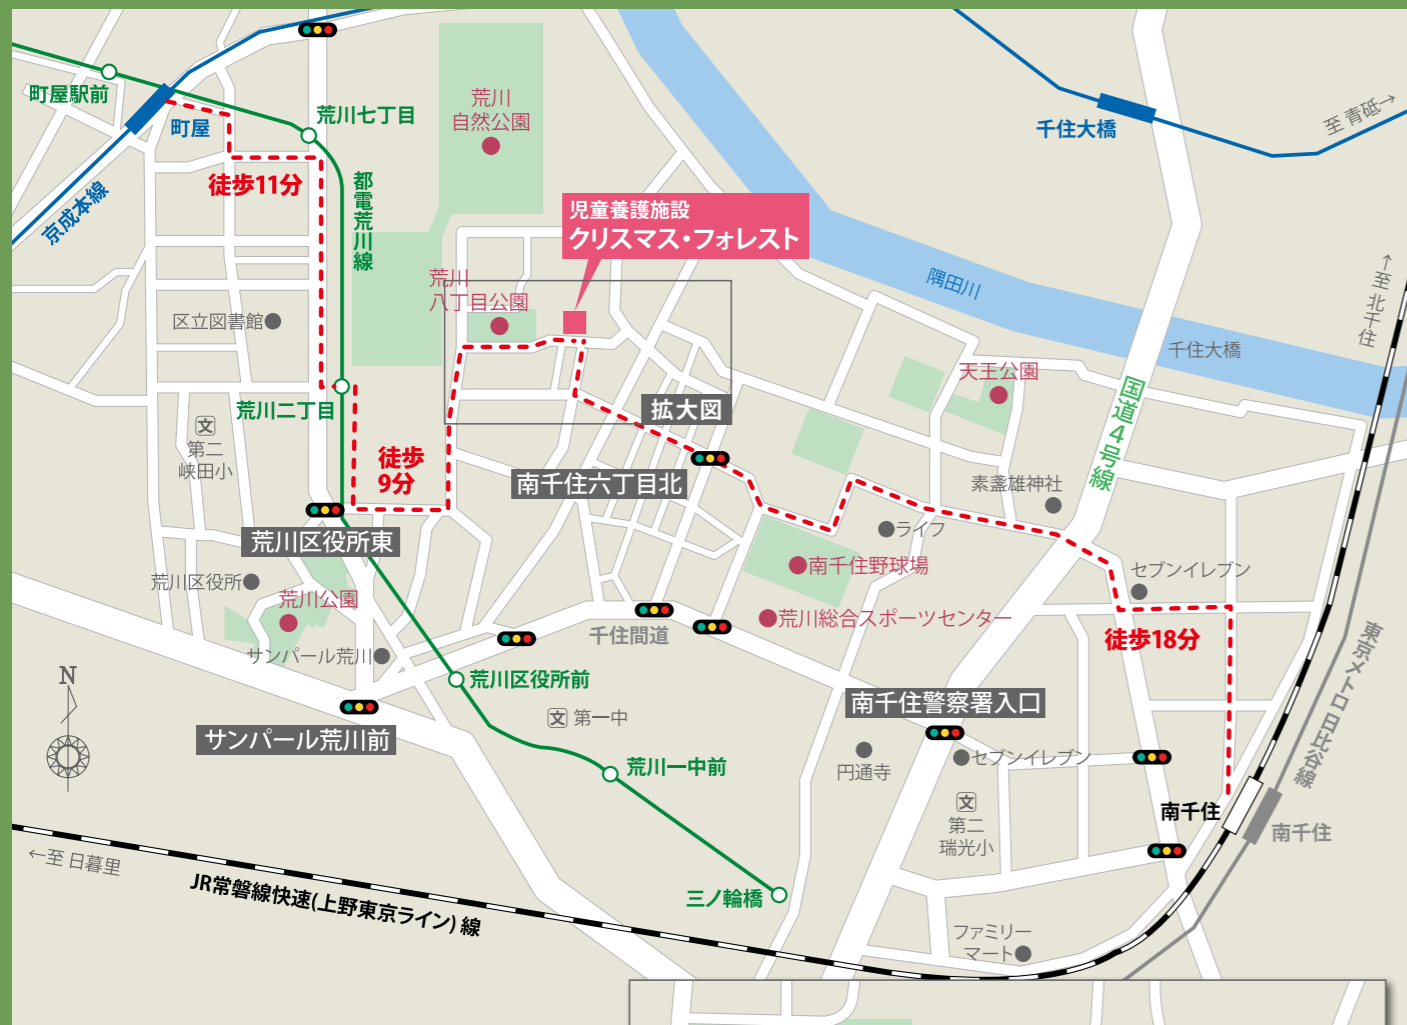 町屋駅前
町屋
京成本線
荒川七丁目
徒歩11分
都電荒川線
荒川
自然公園
児童養護施設
クリスマス・フォレスト
荒川
八丁目公園
区立図書館
荒川二丁目
文
第二
峡田小
徒歩
9分
拡大図
南千住六丁目北
荒川区役所東
荒川区役所
荒川公園
サンパール荒川
サンパール荒川前
千住間道
荒川区役所前
文 第一中
荒川一中前
三ノ輪橋
N
←至 日暮里
JR常磐線快速(上野東京ライン) 線
千住大橋
至 青砥→
隅田川
千住大橋
↑至 北千住
国道4号線
天王公園
素盞雄神社
ライフ
南千住野球場
荒川総合スポーツセンター
セブンイレブン
徒歩18分
東京メトロ日比谷線
南千住警察署入口
円通寺
セブンイレブン
文
第二
瑞光小
南千住
南千住
ファミリー
マート